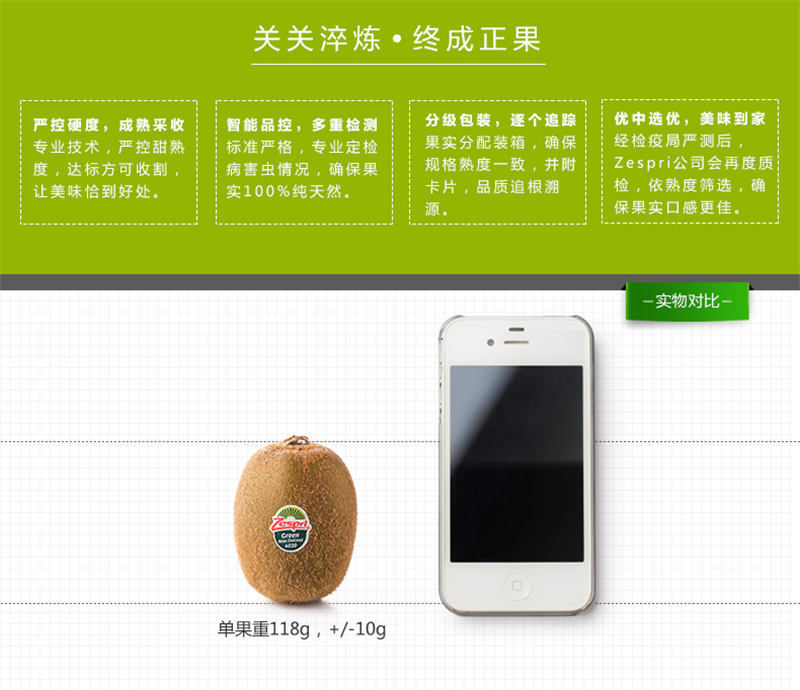 关关淬炼•终成正果
严控硬度，成熟采收
专业技术，严控甜熟
度，达标方可收割，
让美味恰到好处。
智能品控，多重检测
标准严格，专业定检
病害虫情况，确保果
实100%纯天然。
分级包装，逐个追踪
果实分配装箱，确保
规格熟度一致，并附
卡片，品质追根溯
源。
优中选优，美味到家
经检疫局严测后，
Zespri公司会再度质
检，依熟度筛选，确
保果实口感更佳。
–实物对比–
Zespri
Green
New Zealand
4030
单果重118g，+/-10g